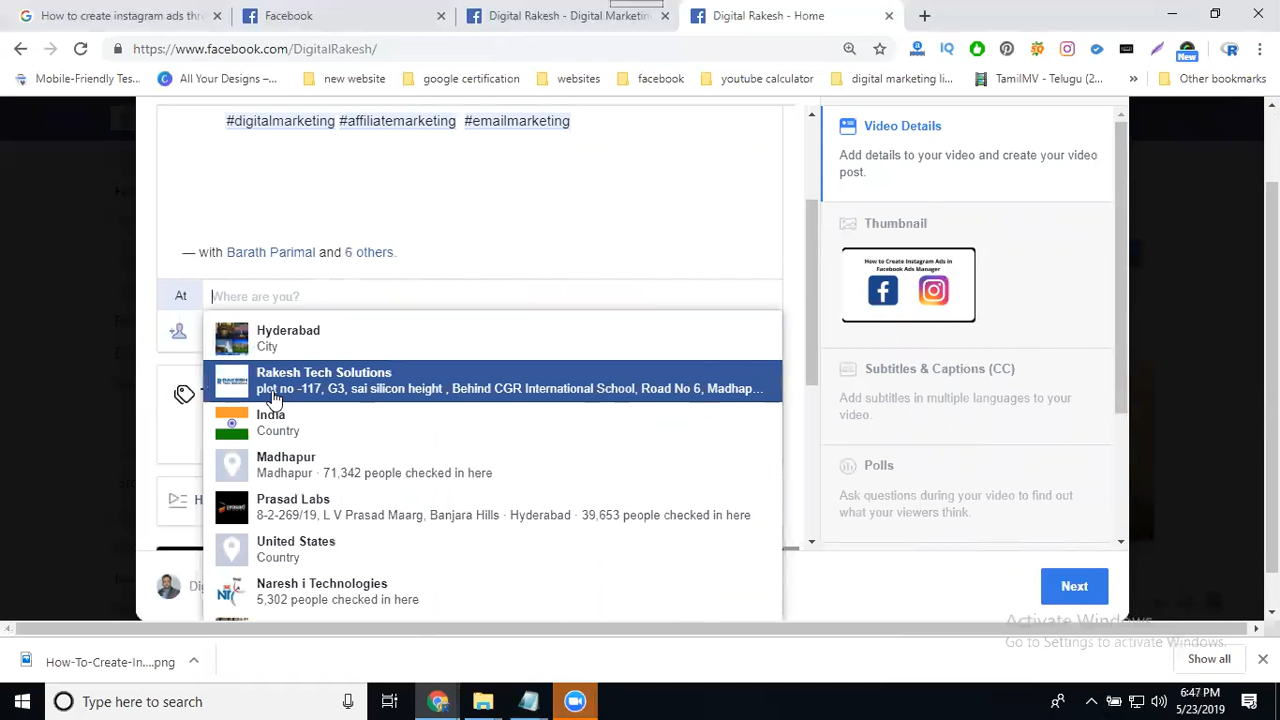 How to create instagram ads thr
Facebook
Digital Rakesh - Digital Marketin
Digital Rakesh - Home
https://www.facebook.com/DigitalRakesh/
New
Mobile-Friendly Tes...
All Your Designs –...
new website
google certification
websites
facebook
youtube calculator
digital marketing li...
TamilMV - Telugu (2...
Other bookmarks
#digitalmarketing #affiliatemarketing #emailmarketing
— with Barath Parimal and 6 others.
At
Where are you?
Hyderabad
City
Rakesh Tech Solutions
plot no -117, G3, sai silicon height , Behind CGR International School, Road No 6, Madhap...
India
Country
Madhapur
Madhapur · 71,342 people checked in here
Prasad Labs
8-2-269/19, L V Prasad Maarg, Banjara Hills · Hyderabad · 39,653 people checked in here
United States
Country
Naresh i Technologies
5,302 people checked in here
Video Details
Add details to your video and create your video
post.
Thumbnail
How to Create Instagram Ads in
Facebook Ads Manager
Subtitles & Captions (CC)
Add subtitles in multiple languages to your
video.
Polls
Ask questions during your video to find out
what your viewers think.
Next
Activate Windows
Go to Settings to activate Windows.
How-To-Create-In....png
Show all
Type here to search
6:47 PM
5/23/2019